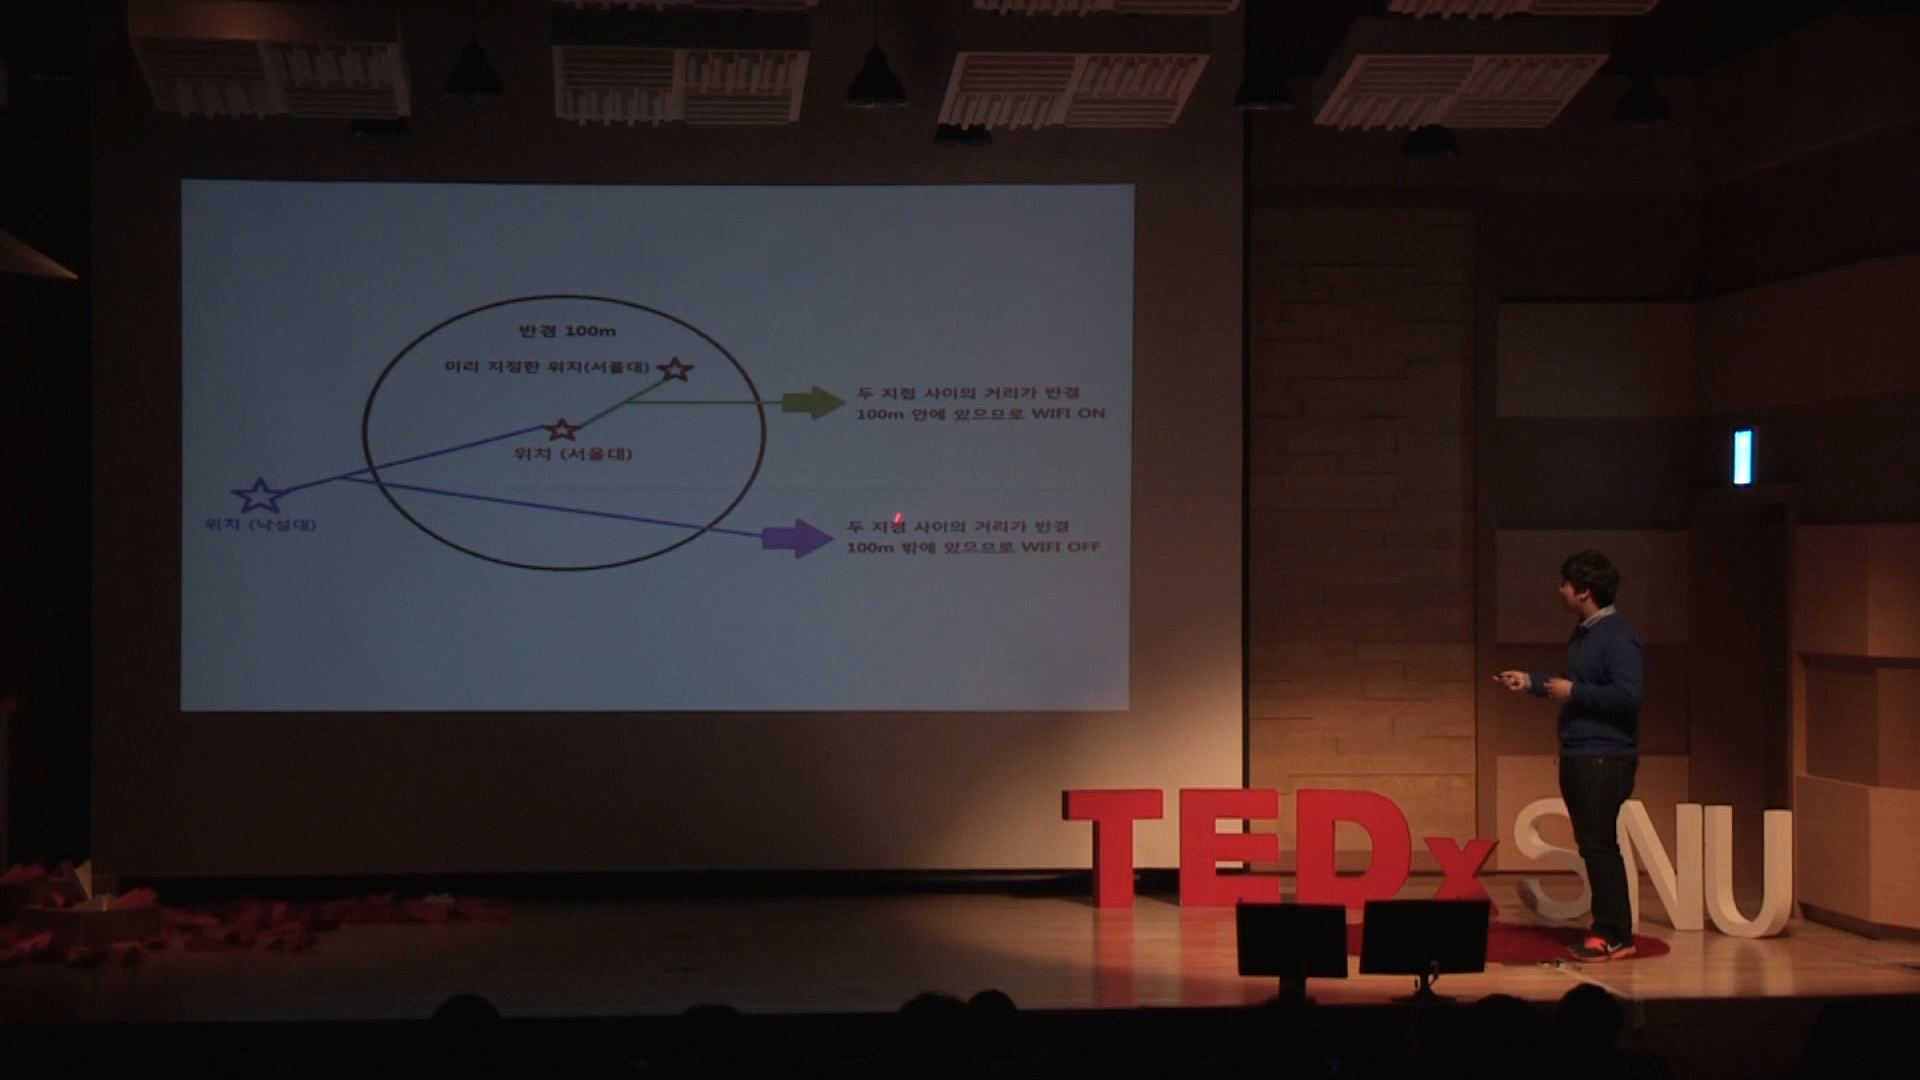 반경 100m
미리 지정한 위치(서울대)
두 지점 사이의 거리가 반경
100m 안에 있으므로 WIFI ON
위치 (서울대)
위치 (낙성대)
두 지점 사이의 거리가 반경
100m 밖에 있으므로 WIFI OFF
TEDx SNU